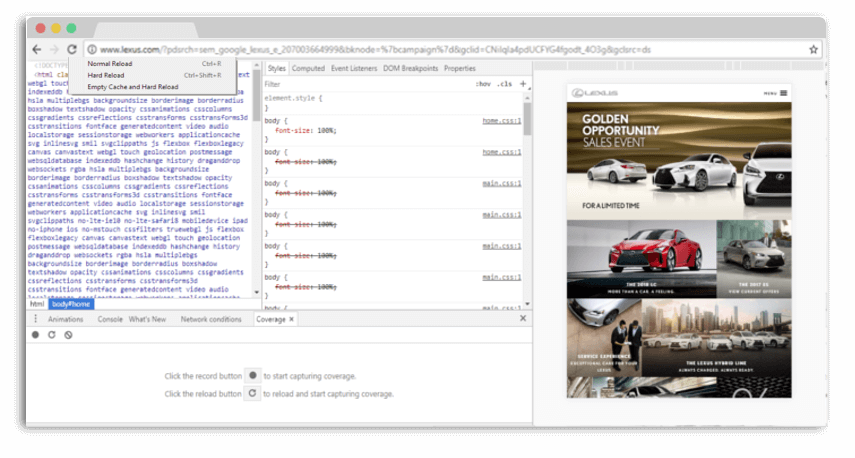 www.lexus.com/?pdsrch=sem_google_lexus_e_207003664999&bknode=%7bcampaign%7d&gclid=CNiIqIa4pdUCFYG4fgodt_4O3g&gclsrc=ds
Normal Reload Ctrl+R
Hard Reload Ctrl+Shift+R
Empty Cache and Hard Reload
<!DOCTYP
<html cla ext
webgl touch
indexeddb
hsla multiplebgs backgroundsize borderimage borderradius
boxshadow textshadow opacity cssanimations csscolumns
cssgradients cssreflections csstransforms csstransforms3d
csstransitions fontface generatedcontent video audio
localstorage sessionstorage webworkers applicationcache
svg inlinesvg smil svgclippaths js flexbox flexboxlegacy
canvas canvastext webgl touch geolocation postmessage
websqldatabase indexeddb hashchange history draganddrop
websockets rgba hsla multiplebgs backgroundsize
borderimage borderradius boxshadow textshadow opacity
cssanimations csscolumns cssgradients cssreflections
csstransforms csstransforms3d csstransitions fontface
generatedcontent video audio localstorage sessionstorage
webworkers applicationcache svg inlinesvg smil
svgclippaths no-lte-ie10 no-lte-safari8 mobiledevice ipad
no-iphone ios no-mstouch cssfilters truewebgl js flexbox
flexboxlegacy canvas canvastext webgl touch geolocation
postmessage websqldatabase indexeddb hashchange history
draganddrop websockets rgba hsla multiplebgs
backgroundsize borderimage borderradius boxshadow
textshadow opacity cssanimations csscolumns cssgradients
cssreflections csstransforms csstransforms3d
csstransitions fontface generatedcontent video audio
html body#home
Styles Computed Event Listeners DOM Breakpoints Properties
Filter :hov .cls +
element.style {
}
body { home.css:1
font-size: 100%;
}
body { home.css:1
font-size: 100%;
}
body { main.css:1
font-size: 100%;
}
body { main.css:1
font-size: 100%;
}
body { main.css:1
font-size: 100%;
}
body { main.css:1
font-size: 100%;
}
Animations Console What's New Network conditions Coverage ×
Click the record button to start capturing coverage.
Click the reload button to reload and start capturing coverage.
LEXUS MENU
GOLDEN
OPPORTUNITY
SALES EVENT
FOR A LIMITED TIME
THE 2018 LC
MORE THAN A CAR. A FEELING.
THE 2017 ES
VIEW CURRENT OFFERS
SERVICE EXPERIENCE
EXCEPTIONAL CARE FOR YOUR
LEXUS
THE LEXUS HYBRID LINE
ALWAYS CHARGED. ALWAYS READY.